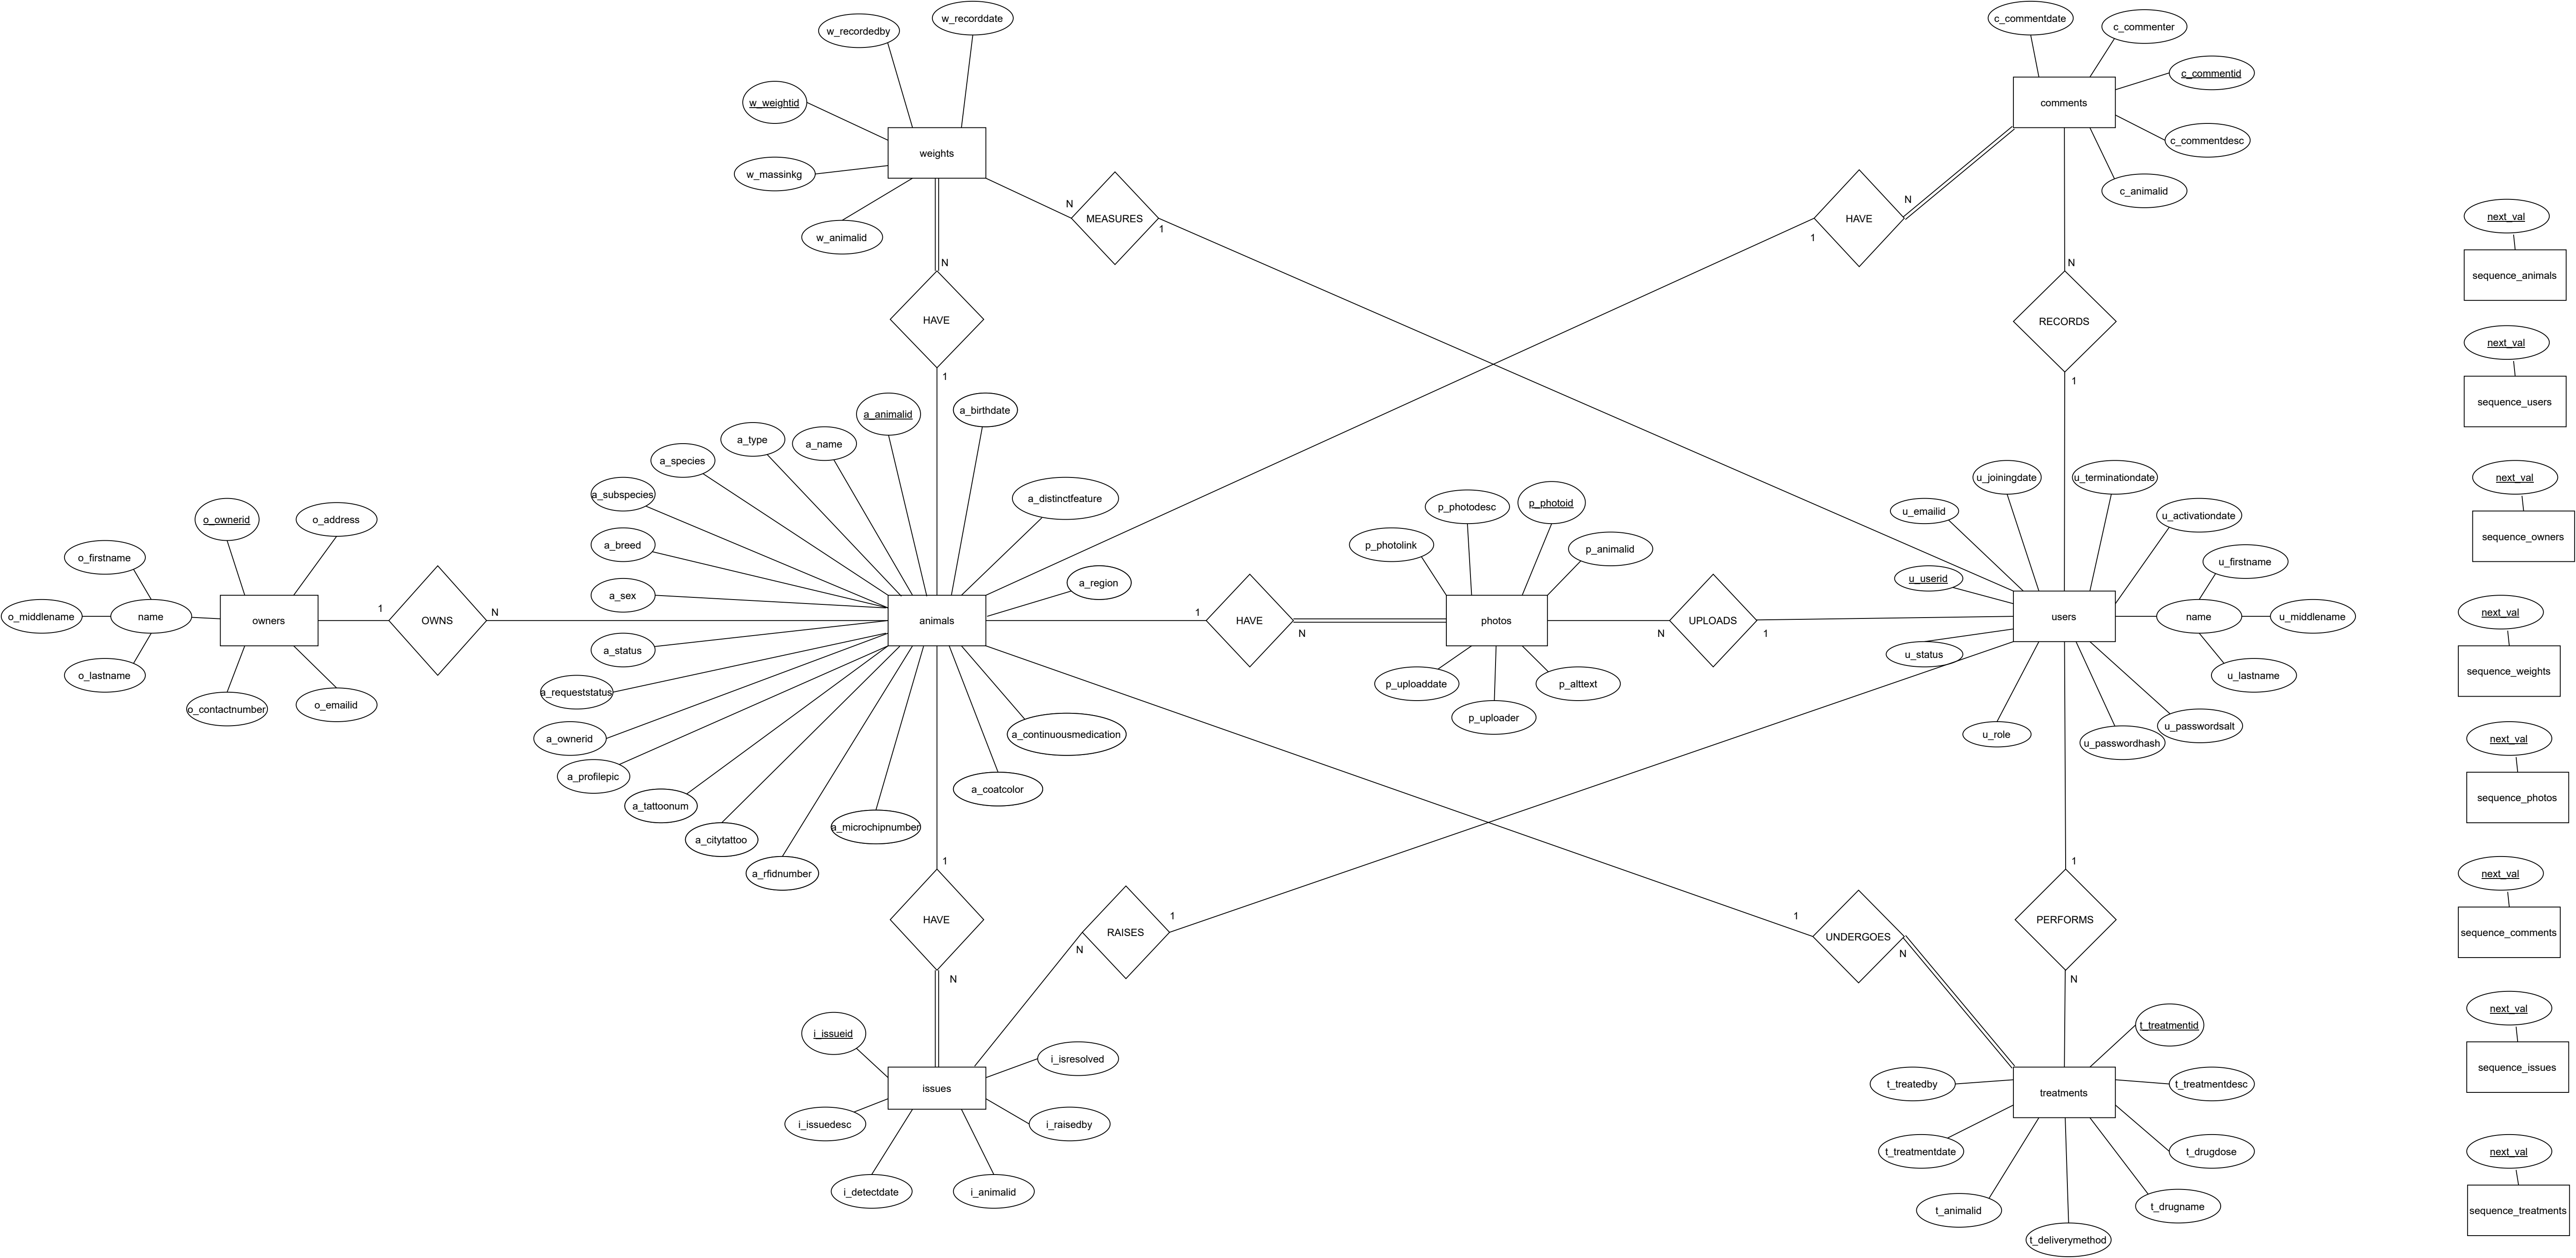 w_recorddate
w_recordedby
w_weightid
w_massinkg
w_animalid
weights
N
MEASURES
1
N
HAVE
1
c_commentdate
c_commenter
c_commentid
c_commentdesc
c_animalid
comments
N
HAVE
1
N
RECORDS
1
a_animalid
a_birthdate
a_name
a_type
a_species
a_subspecies
a_breed
a_sex
a_status
a_requeststatus
a_ownerid
a_profilepic
a_tattoonum
a_citytattoo
a_rfidnumber
a_microchipnumber
a_coatcolor
a_continuousmedication
a_region
a_distinctfeature
animals
o_ownerid
o_address
o_firstname
o_middlename
name
o_lastname
o_contactnumber
o_emailid
owners
1
OWNS
N
1
HAVE
N
p_photodesc
p_photoid
p_photolink
p_animalid
photos
p_uploaddate
p_uploader
p_alttext
N
UPLOADS
1
u_joiningdate
u_terminationdate
u_emailid
u_activationdate
u_userid
u_firstname
name
u_middlename
u_lastname
users
u_status
u_role
u_passwordhash
u_passwordsalt
1
HAVE
N
1
RAISES
N
1
UNDERGOES
N
1
PERFORMS
N
i_issueid
i_isresolved
issues
i_issuedesc
i_raisedby
i_detectdate
i_animalid
t_treatmentid
t_treatedby
t_treatmentdesc
treatments
t_treatmentdate
t_drugdose
t_animalid
t_drugname
t_deliverymethod
next_val
sequence_animals
next_val
sequence_users
next_val
sequence_owners
next_val
sequence_weights
next_val
sequence_photos
next_val
sequence_comments
next_val
sequence_issues
next_val
sequence_treatments